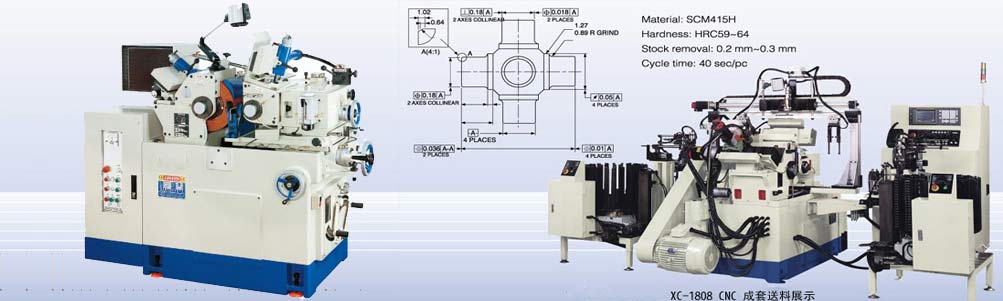 1.02
0.64
A(4:1)
⊥ 0.18 A
2 AXES COLLINEAR
0.018 A
2 PLACES
1.27
0.89 R GRIND
A
0.18 A
2 AXES COLLINEAR
0.05 A
4 PLACES
A
4 PLACES
0.036 A-A
2 PLACES
0.01 A
4 PLACES
Material: SCM415H
Hardness: HRC59~64
Stock removal: 0.2 mm~0.3 mm
Cycle time: 40 sec/pc
XC-1808 CNC 成套送料展示